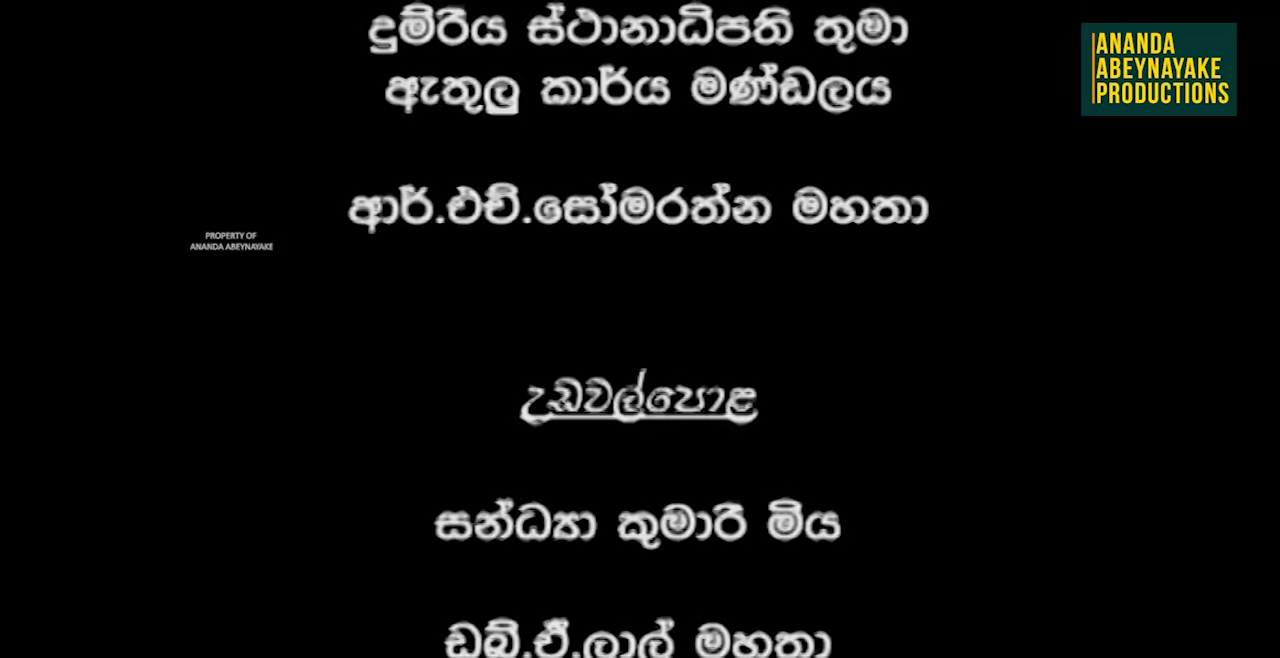 දුම්රිය ස්ථානාධිපති තුමා
ඇතුලු කාර්ය මණ්ඩලය
ආර්.එච්.සෝමරත්න මහතා
උඩවල්පොළ
සන්ධ්‍යා කුමාරි මිය
ඩබ්.ඒ.ලාල් මහතා
ANANDA
ABEYNAYAKE
PRODUCTIONS
PROPERTY OF
ANANDA ABEYNAYAKE